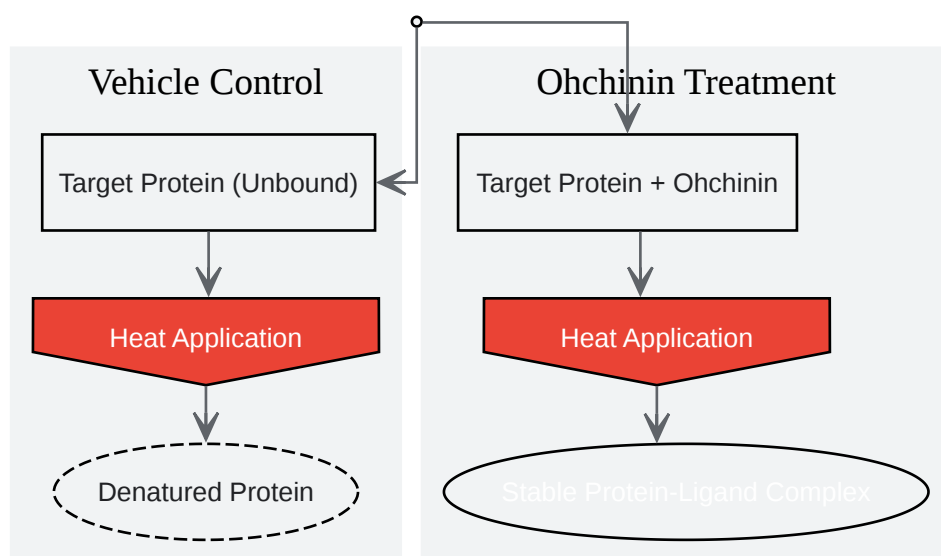 Vehicle Control
Ohchinin Treatment
Target Protein (Unbound)
Target Protein + Ohchinin
Heat Application
Heat Application
Denatured Protein
Stable Protein-Ligand Complex